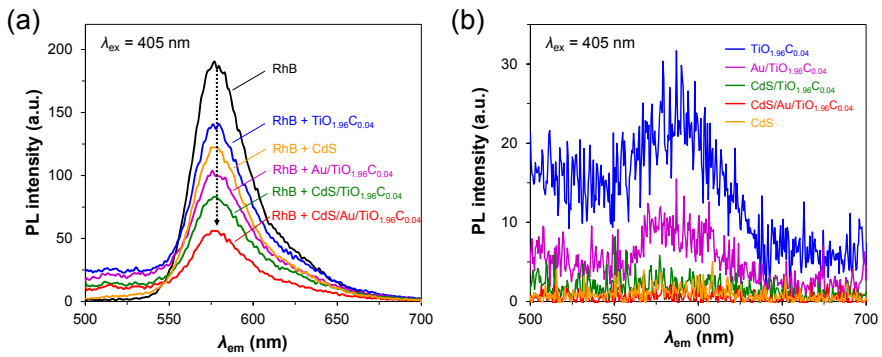 (a)
λex = 405 nm
PL intensity (a.u.)
200
150
100
50
0
RhB
RhB + TiO1.96C0.04
RhB + CdS
RhB + Au/TiO1.96C0.04
RhB + CdS/TiO1.96C0.04
RhB + CdS/Au/TiO1.96C0.04
500 550 600 650 700
λem (nm)
(b)
λex = 405 nm
PL intensity (a.u.)
30
20
10
0
TiO1.96C0.04
Au/TiO1.96C0.04
CdS/TiO1.96C0.04
CdS/Au/TiO1.96C0.04
CdS
500 550 600 650 700
λem (nm)